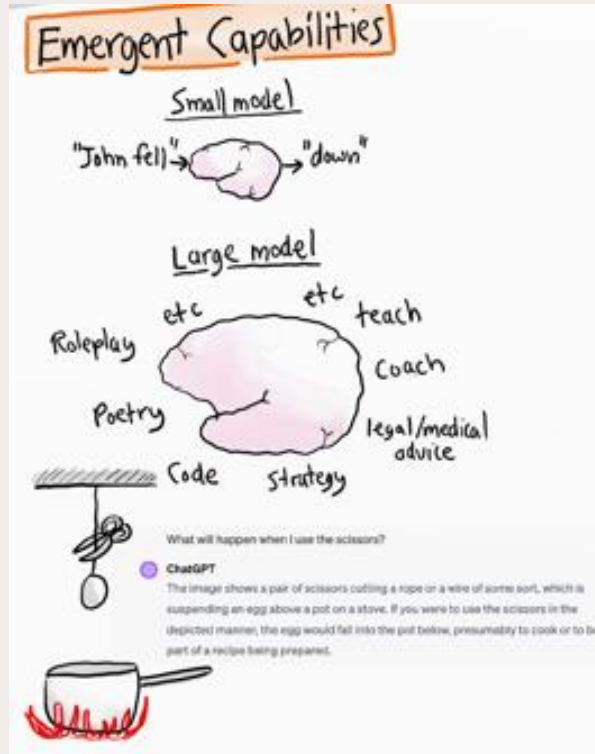 Emergent Capabilities
Small model
"John fell" "down"
Large model
etc
etc
teach
Roleplay
Coach
Poetry
legal/medical
advice
Code
Strategy
What will happen when I use the scissors?
ChatGPT
The image shows a pair of scissors cutting a rope or a wire of some sort, which is
suspending an egg above a pot on a stove. If you were to use the scissors in the
depicted manner, the egg would fall into the pot below, presumably to cook or to be
part of a recipe being prepared.